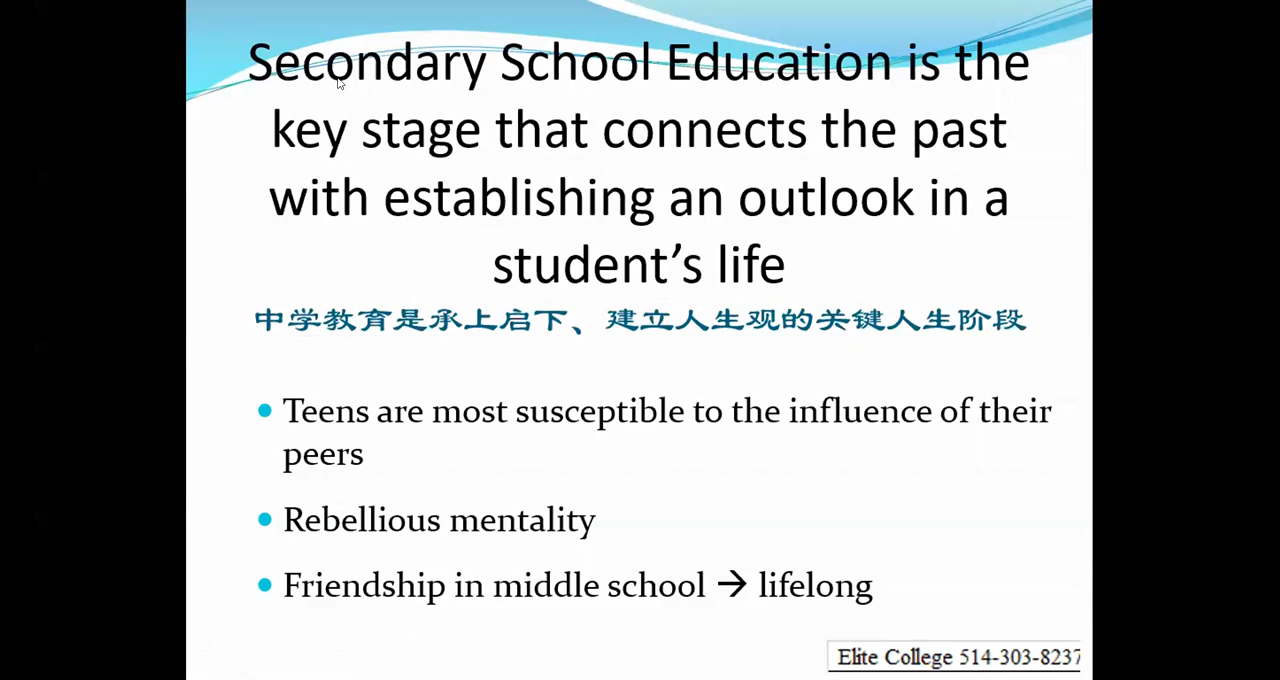 Secondary School Education is the
key stage that connects the past
with establishing an outlook in a
student’s life
中学教育是承上启下、建立人生观的关键人生阶段
• Teens are most susceptible to the influence of their
peers
• Rebellious mentality
• Friendship in middle school → lifelong
Elite College 514-303-8237